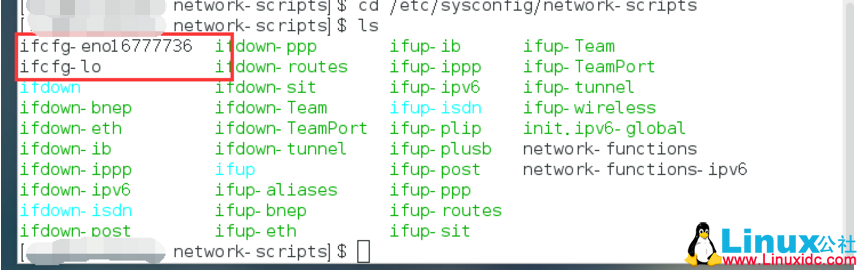 [ network-scripts]$ cd /etc/sysconfig/network-scripts
[ network-scripts]$ ls
ifcfg-eno16777736 ifdown-ppp ifup-ib ifup-Team
ifcfg-lo ifdown-routes ifup-ippp ifup-TeamPort
ifdown ifdown-sit ifup-ipv6 ifup-tunnel
ifdown-bnep ifdown-Team ifup-isdn ifup-wireless
ifdown-eth ifdown-TeamPort ifup-plip init.ipv6-global
ifdown-ib ifdown-tunnel ifup-plusb network-functions
ifdown-ippp ifup ifup-post network-functions-ipv6
ifdown-ipv6 ifup-aliases ifup-ppp
ifdown-isdn ifup-bnep ifup-routes
ifdown-post ifup-eth ifup-sit
[ network-scripts]$
Linux公社
www.Linuxidc.com